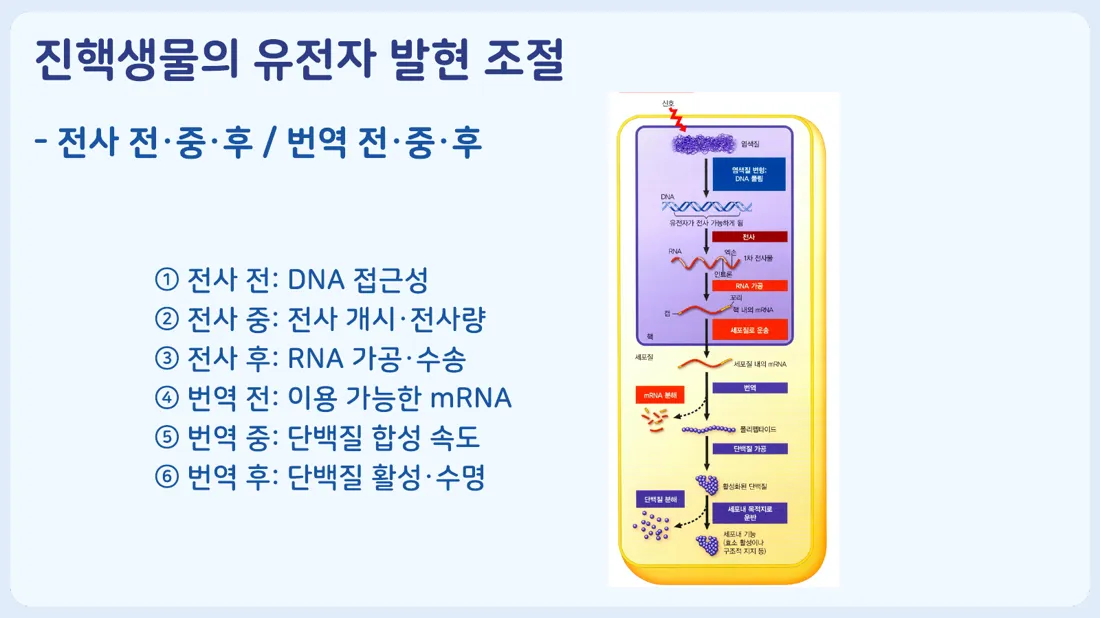 진핵생물의 유전자 발현 조절
- 전사 전·중·후 / 번역 전·중·후
① 전사 전: DNA 접근성
② 전사 중: 전사 개시·전사량
③ 전사 후: RNA 가공·수송
④ 번역 전: 이용 가능한 mRNA
⑤ 번역 중: 단백질 합성 속도
⑥ 번역 후: 단백질 활성·수명
신호
염색질
염색질 변형:
DNA 풀림
DNA
유전자가 전사 가능하게 됨
전사
RNA
엑손
1차 전사물
인트론
RNA 가공
꼬리
캡
핵 내의 mRNA
세포질로 운송
핵
세포질
세포질 내의 mRNA
번역
mRNA 분해
폴리펩타이드
단백질 가공
활성화된 단백질
단백질 분해
세포내 목적지로
운반
세포내 기능
(효소 활성이나
구조적 지지 등)